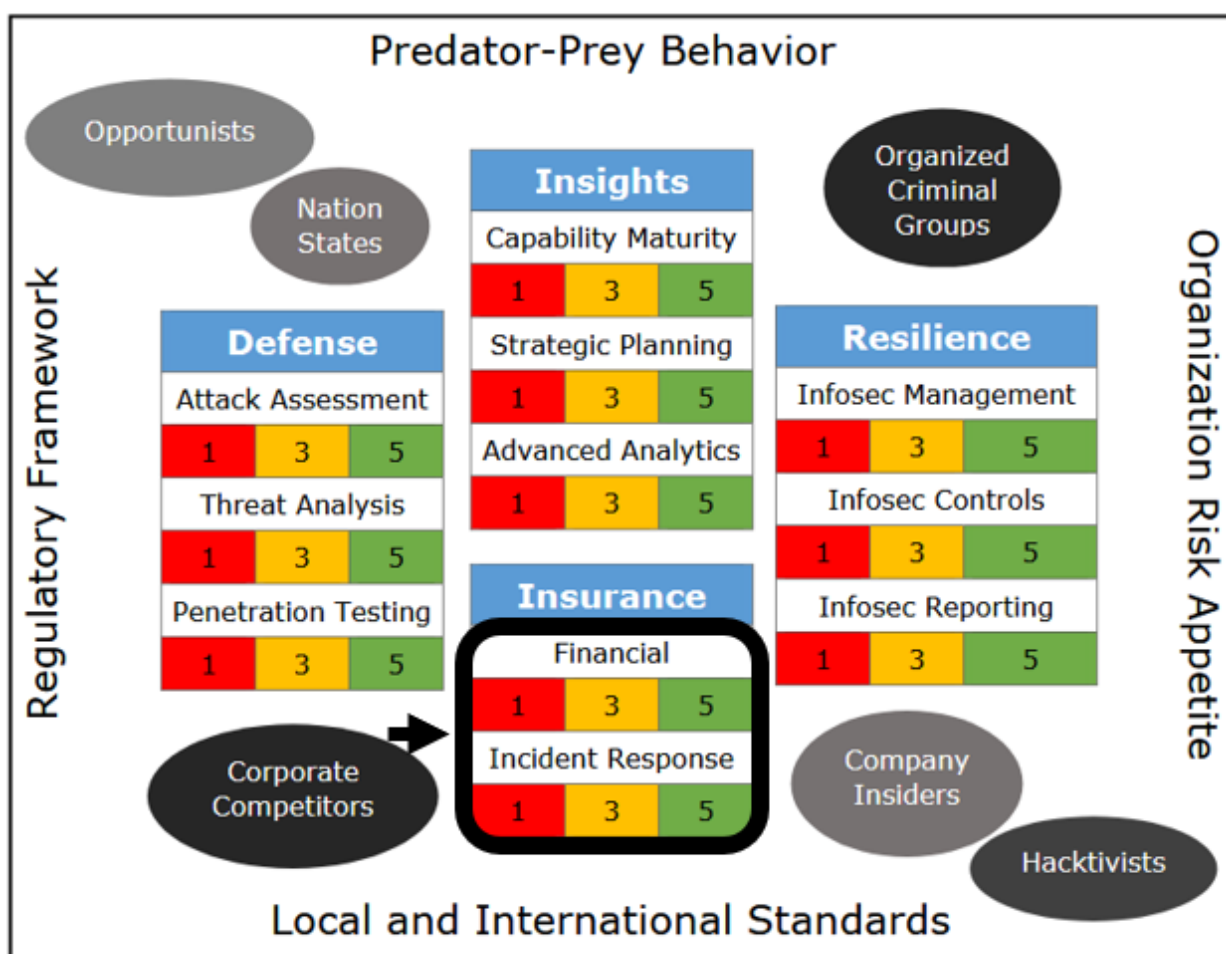 Predator-Prey Behavior
Opportunists
Nation
States
Organized
Criminal
Groups
Regulatory Framework
Organization Risk Appetite
Insights
Capability Maturity
1 3 5
Strategic Planning
1 3 5
Advanced Analytics
1 3 5
Defense
Attack Assessment
1 3 5
Threat Analysis
1 3 5
Penetration Testing
1 3 5
Resilience
Infosec Management
1 3 5
Infosec Controls
1 3 5
Infosec Reporting
1 3 5
Insurance
Financial
1 3 5
Incident Response
1 3 5
Corporate
Competitors
Company
Insiders
Hacktivists
Local and International Standards